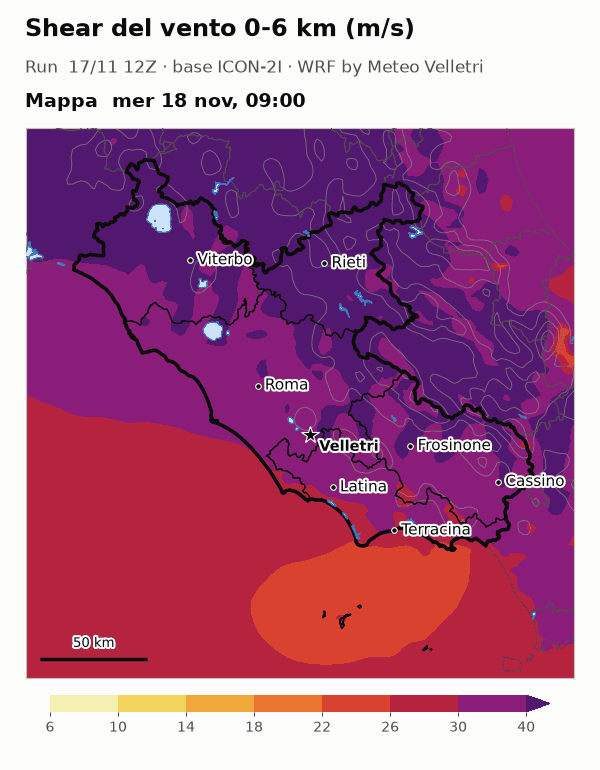 Shear del vento 0-6 km (m/s)
Run  17/11 12Z · base ICON-2I · WRF by Meteo Velletri
Mappa  mer 18 nov, 09:00
Viterbo
Rieti
Roma
Velletri
Frosinone
Cassino
Latina
Terracina
50 km
6 10 14 18 22 26 30 40